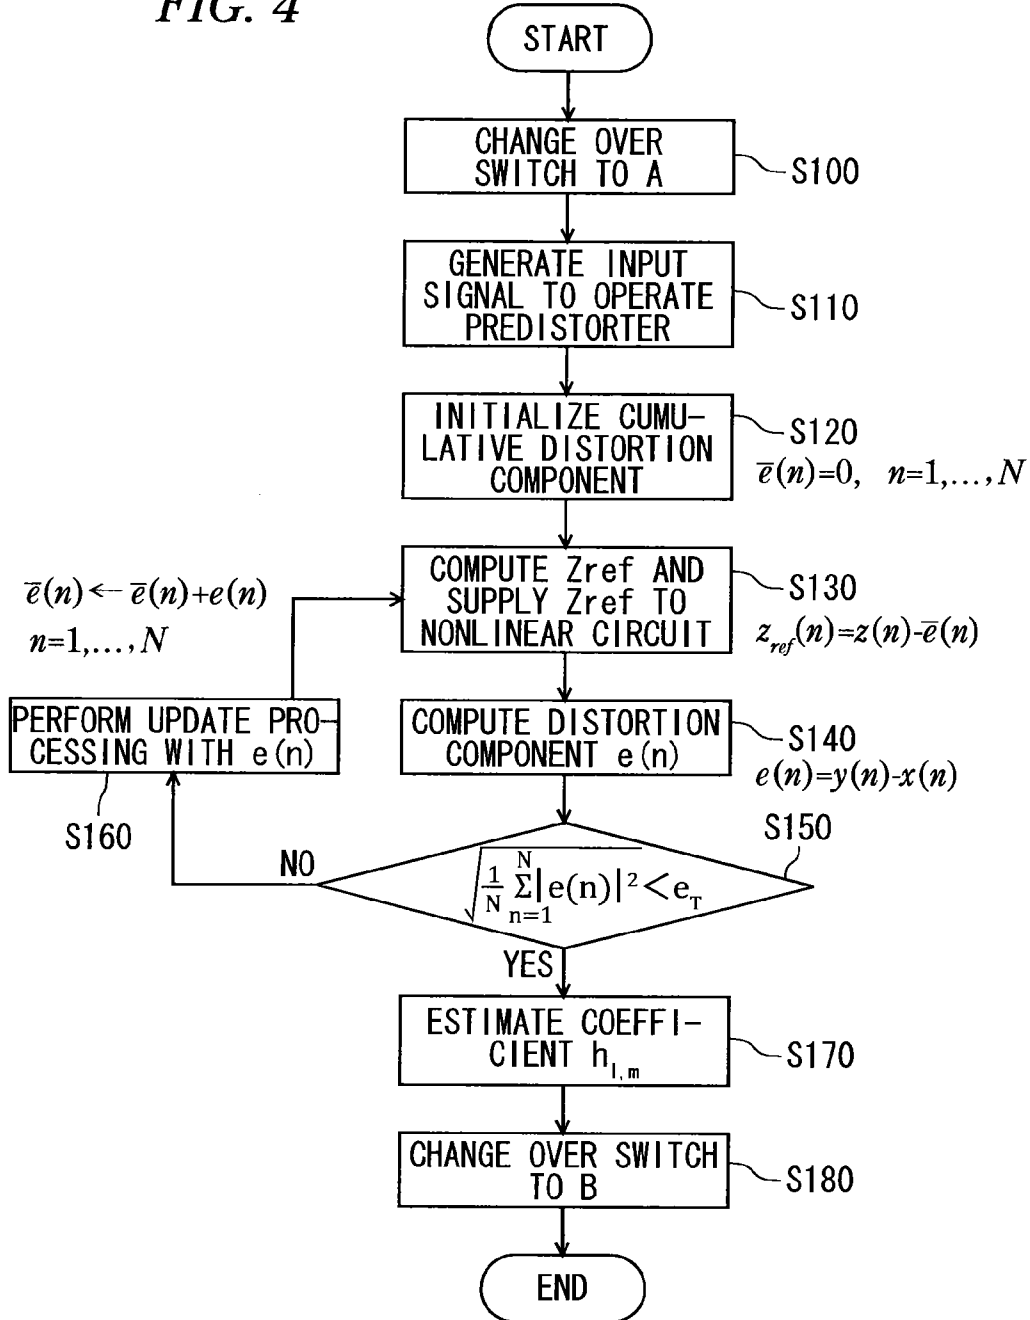 FIG. 4
START
CHANGE OVER
SWITCH TO A
S100
GENERATE INPUT
SIGNAL TO OPERATE
PREDISTORTER
S110
INITIALIZE CUMU-
LATIVE DISTORTION
COMPONENT
S120
e̅(n)=0, n=1,...,N
COMPUTE Zref AND
SUPPLY Zref TO
NONLINEAR CIRCUIT
S130
z_ref(n)=z(n)-e̅(n)
e̅(n)←e̅(n)+e(n)
n=1,...,N
PERFORM UPDATE PRO-
CESSING WITH e(n)
S160
COMPUTE DISTORTION
COMPONENT e(n)
S140
e(n)=y(n)-x(n)
S150
√(1/N Σ_{n=1}^{N} |e(n)|²) < e_T
NO
YES
ESTIMATE COEFFI-
CIENT h_{l,m}
S170
CHANGE OVER SWITCH
TO B
S180
END